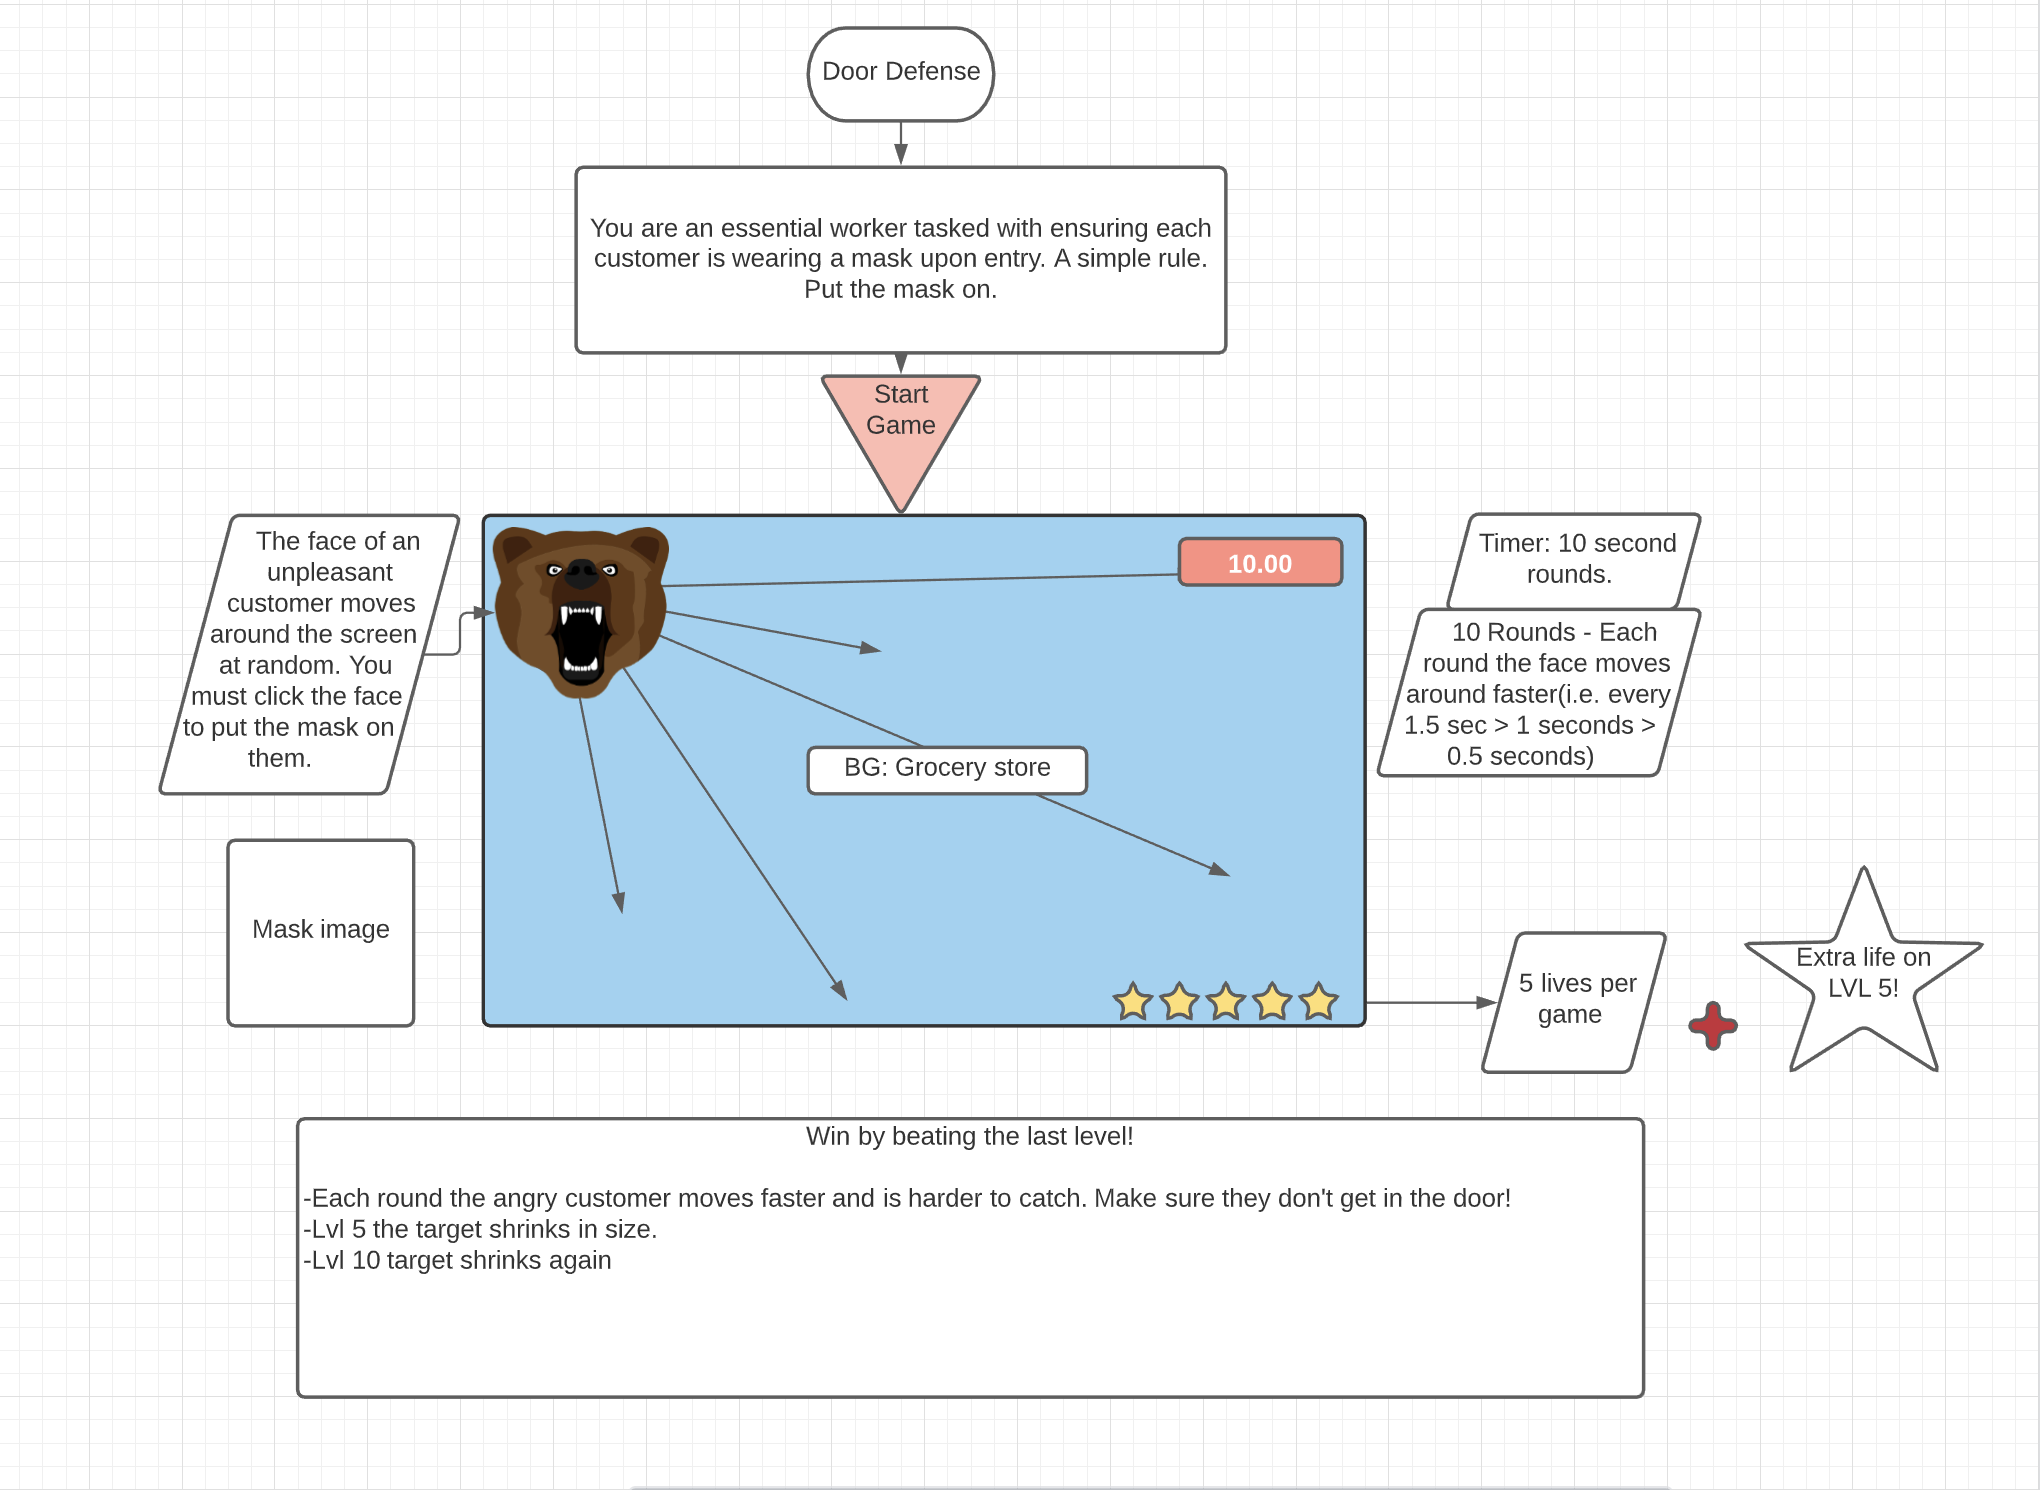 Door Defense
You are an essential worker tasked with ensuring each
customer is wearing a mask upon entry. A simple rule.
Put the mask on.
Start
Game
The face of an
unpleasant
customer moves
around the screen
at random. You
must click the face
to put the mask on
them.
10.00
Timer: 10 second
rounds.
10 Rounds - Each
round the face moves
around faster(i.e. every
1.5 sec > 1 seconds >
0.5 seconds)
BG: Grocery store
Mask image
5 lives per
game
Extra life on
LVL 5!
Win by beating the last level!
-Each round the angry customer moves faster and is harder to catch. Make sure they don't get in the door!
-Lvl 5 the target shrinks in size.
-Lvl 10 target shrinks again